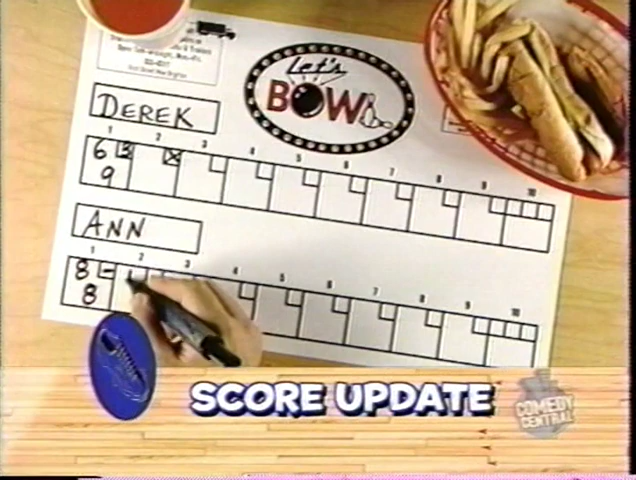 Let's
BOWL
DEREK
1 2 3 4 5 6 7 8 9 10
6 3 X
9
ANN
1 2 3 4 5 6 7 8 9 10
8 -
8
SCORE UPDATE
COMEDY
CENTRAL